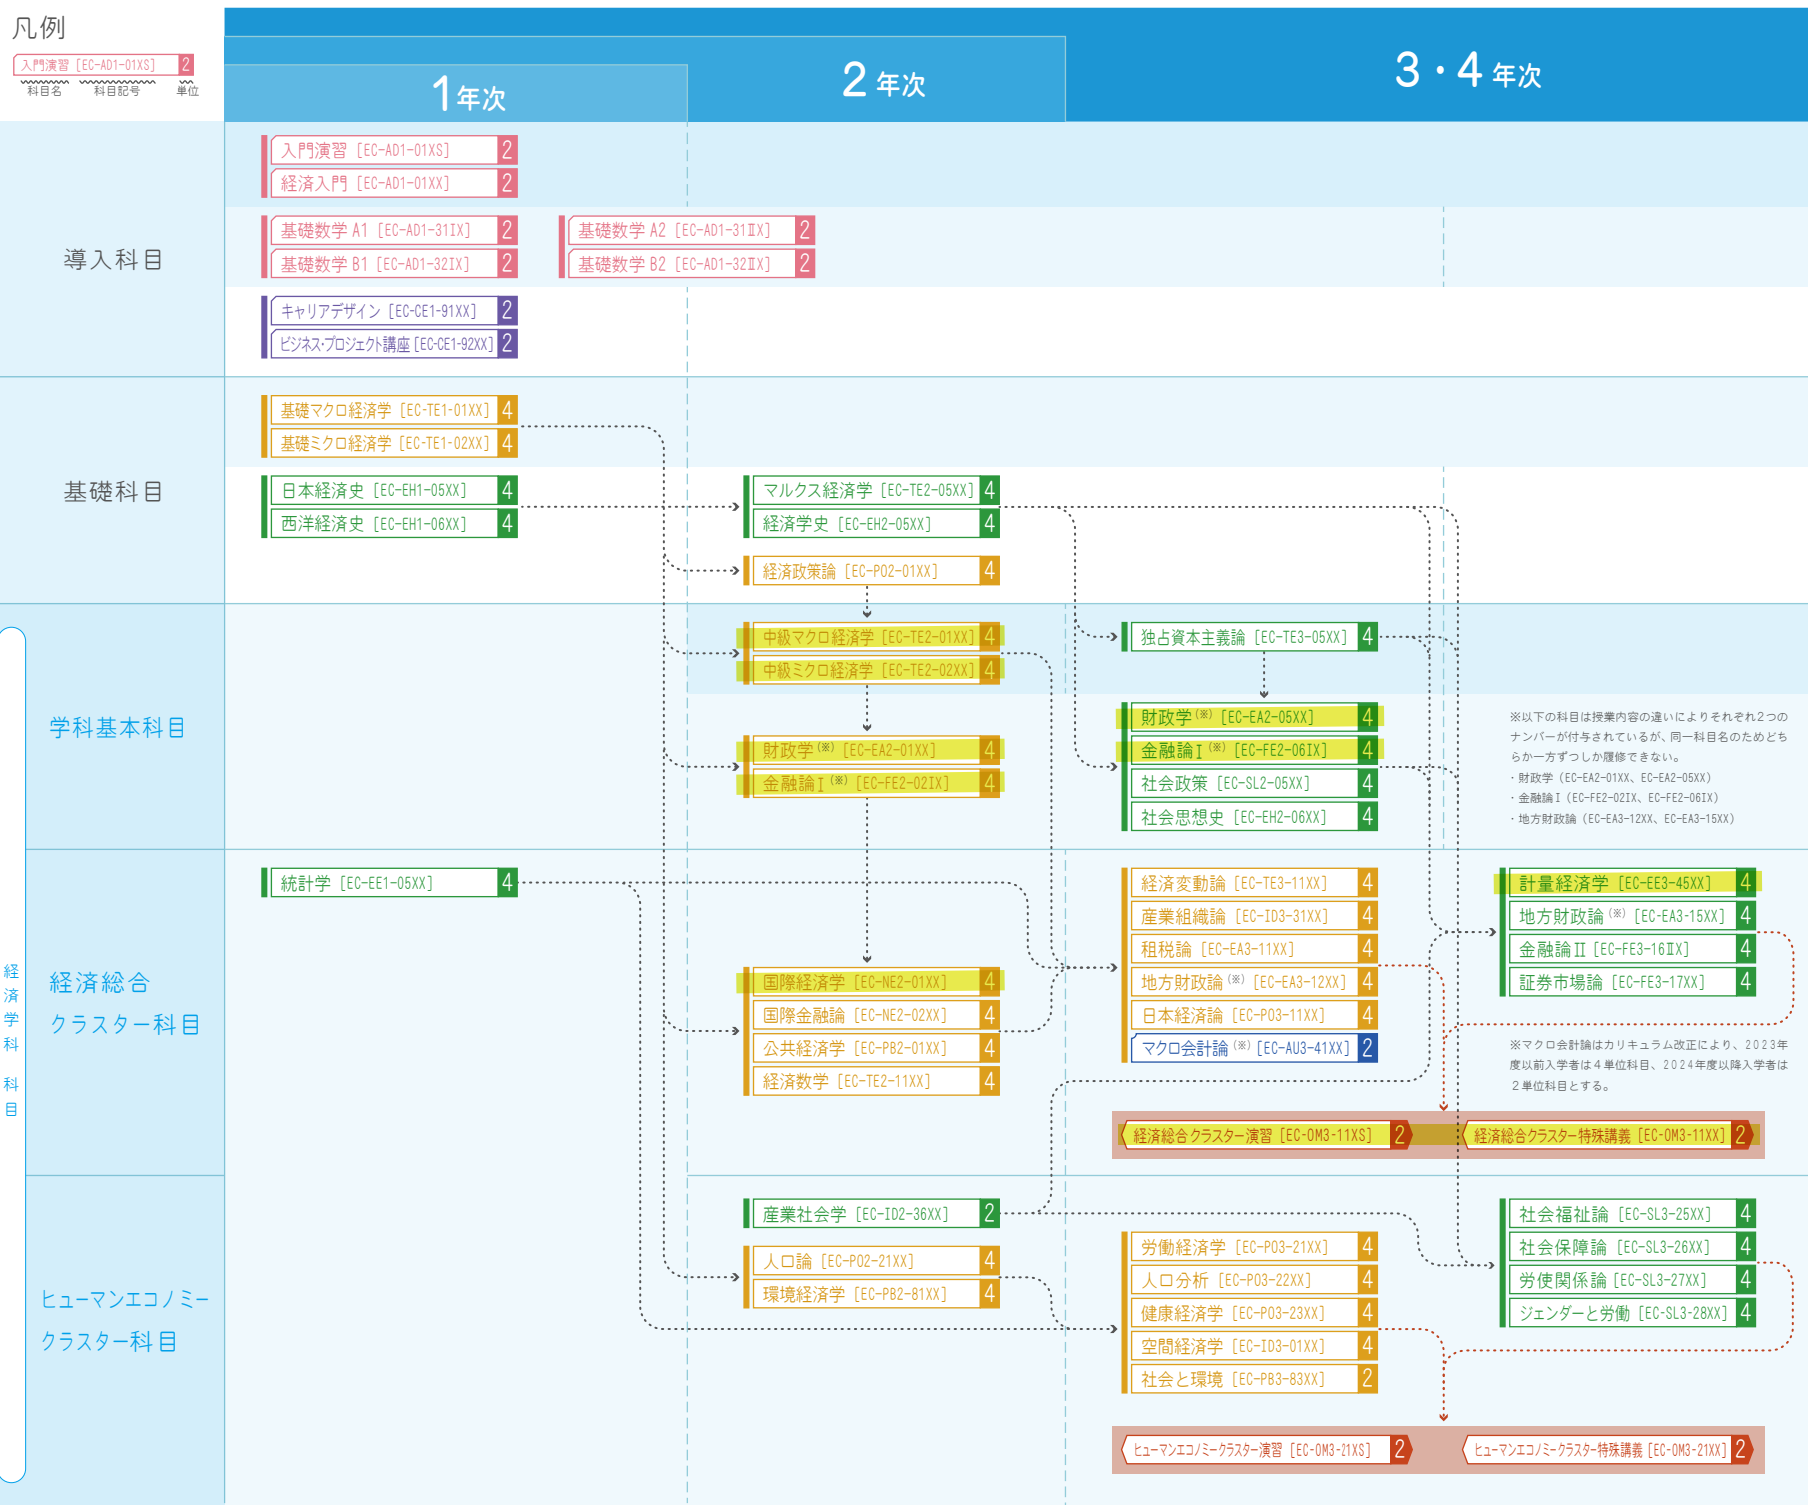 凡例
入門演習 [EC-AD1-01XS] 2
科目名 科目記号 単位
1年次
2年次
3・4年次
導入科目
入門演習 [EC-AD1-01XS] 2
経済入門 [EC-AD1-01XX] 2
基礎数学 A1 [EC-AD1-31IX] 2
基礎数学 B1 [EC-AD1-32IX] 2
基礎数学 A2 [EC-AD1-31ⅡX] 2
基礎数学 B2 [EC-AD1-32ⅡX] 2
キャリアデザイン [EC-CE1-91XX] 2
ビジネス・プロジェクト講座 [EC-CE1-92XX] 2
基礎科目
基礎マクロ経済学 [EC-TE1-01XX] 4
基礎ミクロ経済学 [EC-TE1-02XX] 4
日本経済史 [EC-EH1-05XX] 4
西洋経済史 [EC-EH1-06XX] 4
マルクス経済学 [EC-TE2-05XX] 4
経済学史 [EC-EH2-05XX] 4
経済政策論 [EC-PO2-01XX] 4
経済学科 科目
学科基本科目
中級マクロ経済学 [EC-TE2-01XX] 4
中級ミクロ経済学 [EC-TE2-02XX] 4
財政学(※) [EC-EA2-01XX] 4
金融論Ⅰ(※) [EC-FE2-02IX] 4
独占資本主義論 [EC-TE3-05XX] 4
財政学(※) [EC-EA2-05XX] 4
金融論Ⅰ(※) [EC-FE2-06IX] 4
社会政策 [EC-SL2-05XX] 4
社会思想史 [EC-EH2-06XX] 4
※以下の科目は授業内容の違いによりそれぞれ2つの
ナンバーが付与されているが、同一科目名のためどち
らか一方ずつしか履修できない。
・財政学（EC-EA2-01XX、EC-EA2-05XX）
・金融論Ⅰ（EC-FE2-02IX、EC-FE2-06IX）
・地方財政論（EC-EA3-12XX、EC-EA3-15XX）
経済総合
クラスター科目
統計学 [EC-EE1-05XX] 4
国際経済学 [EC-NE2-01XX] 4
国際金融論 [EC-NE2-02XX] 4
公共経済学 [EC-PB2-01XX] 4
経済数学 [EC-TE2-11XX] 4
経済変動論 [EC-TE3-11XX] 4
産業組織論 [EC-ID3-31XX] 4
租税論 [EC-EA3-11XX] 4
地方財政論(※) [EC-EA3-12XX] 4
日本経済論 [EC-PO3-11XX] 4
マクロ会計論(※) [EC-AU3-41XX] 2
計量経済学 [EC-EE3-45XX] 4
地方財政論(※) [EC-EA3-15XX] 4
金融論Ⅱ [EC-FE3-16ⅡX] 4
証券市場論 [EC-FE3-17XX] 4
※マクロ会計論はカリキュラム改正により、2023年
度以前入学者は4単位科目、2024年度以降入学者は
2単位科目とする。
経済総合クラスター演習 [EC-OM3-11XS] 2
経済総合クラスター特殊講義 [EC-OM3-11XX] 2
ヒューマンエコノミー
クラスター科目
産業社会学 [EC-ID2-36XX] 2
人口論 [EC-PO2-21XX] 4
環境経済学 [EC-PB2-81XX] 4
労働経済学 [EC-PO3-21XX] 4
人口分析 [EC-PO3-22XX] 4
健康経済学 [EC-PO3-23XX] 4
空間経済学 [EC-ID3-01XX] 4
社会と環境 [EC-PB3-83XX] 2
社会福祉論 [EC-SL3-25XX] 4
社会保障論 [EC-SL3-26XX] 4
労使関係論 [EC-SL3-27XX] 4
ジェンダーと労働 [EC-SL3-28XX] 4
ヒューマンエコノミークラスター演習 [EC-OM3-21XS] 2
ヒューマンエコノミークラスター特殊講義 [EC-OM3-21XX] 2